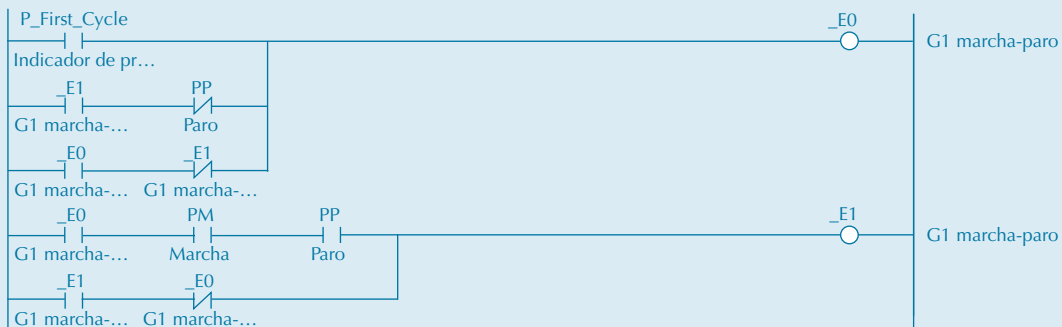 P_First_Cycle
_E0
G1 marcha-paro
Indicador de pr…
_E1 PP
G1 marcha-… Paro
_E0 _E1
G1 marcha-… G1 marcha-…
_E0 PM PP
_E1
G1 marcha-paro
G1 marcha-… Marcha Paro
_E1 _E0
G1 marcha-… G1 marcha-…